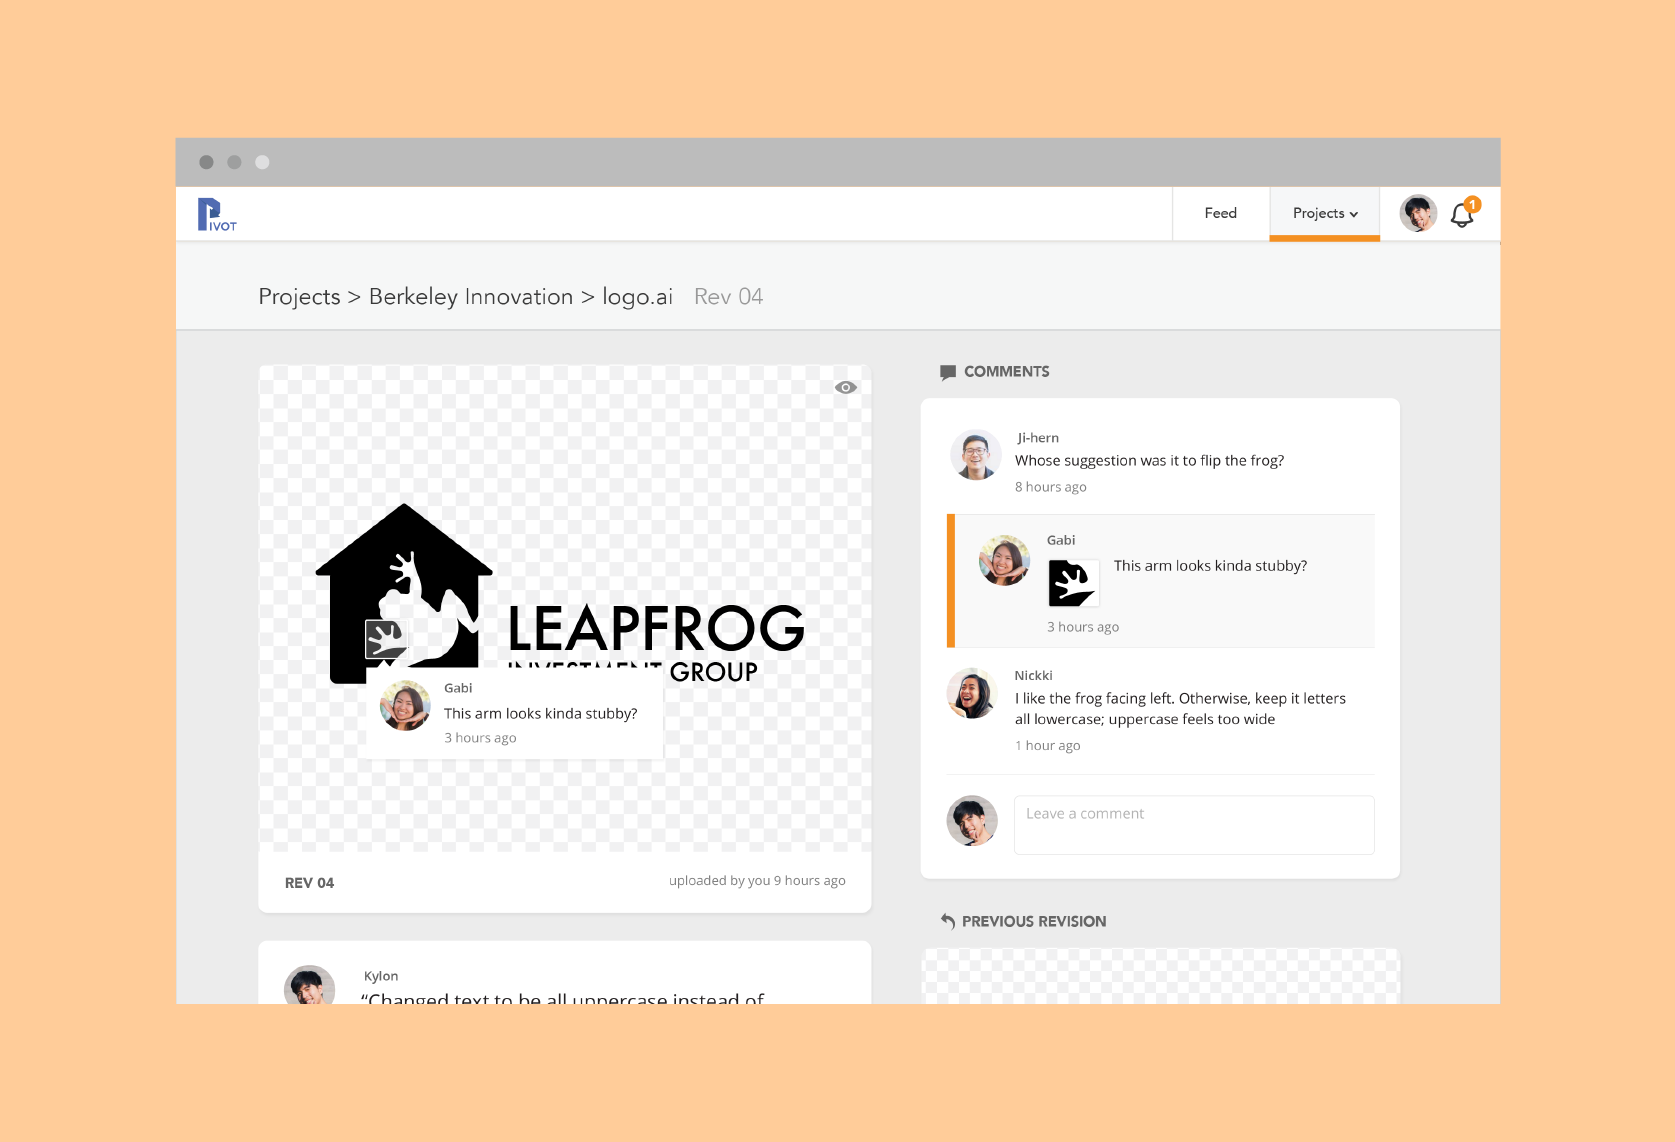 PIVOT
Feed
Projects
1
Projects > Berkeley Innovation > logo.ai Rev 04
LEAPFROG
INVESTMENT GROUP
Gabi
This arm looks kinda stubby?
3 hours ago
REV 04
uploaded by you 9 hours ago
Kylon
“Changed text to be all uppercase instead of
COMMENTS
Ji-hern
Whose suggestion was it to flip the frog?
8 hours ago
Gabi
This arm looks kinda stubby?
3 hours ago
Nickki
I like the frog facing left. Otherwise, keep it letters
all lowercase; uppercase feels too wide
1 hour ago
Leave a comment
PREVIOUS REVISION